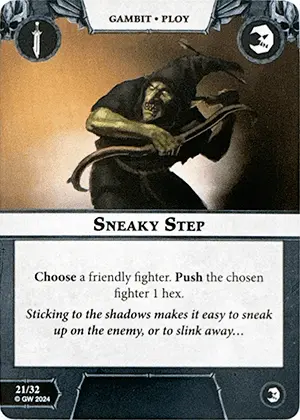 GAMBIT • PLOY
SNEAKY STEP
Choose a friendly fighter. Push the chosen
fighter 1 hex.
Sticking to the shadows makes it easy to sneak
up on the enemy, or to slink away…
21/32
© GW 2024